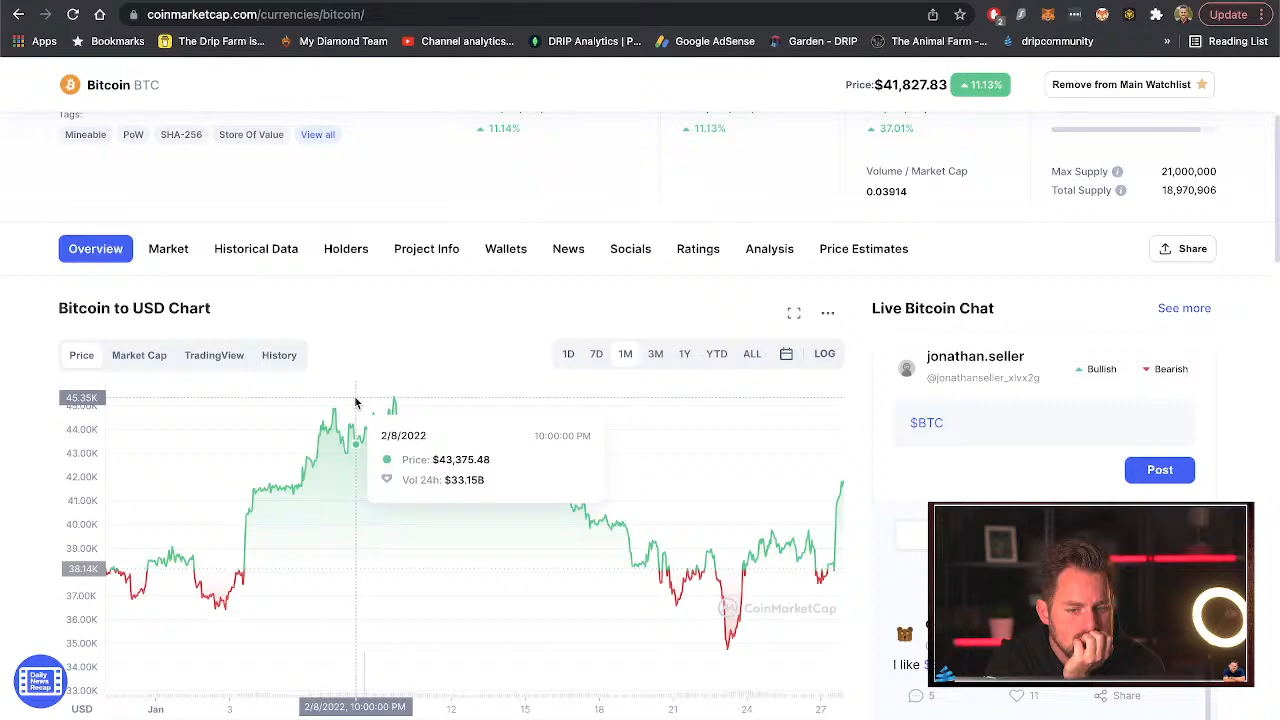 coinmarketcap.com/currencies/bitcoin/
2
Update
Apps
Bookmarks
The Drip Farm is...
My Diamond Team
Channel analytics...
DRIP Analytics | P...
Google AdSense
Garden - DRIP
The Animal Farm -...
dripcommunity
»
Reading List
Bitcoin BTC
Price:$41,827.83
11.13%
Remove from Main Watchlist
Tags:
Mineable
PoW
SHA-256
Store Of Value
View all
11.14%
11.13%
37.01%
Volume / Market Cap
0.03914
Max Supply
21,000,000
Total Supply
18,970,906
Overview
Market
Historical Data
Holders
Project Info
Wallets
News
Socials
Ratings
Analysis
Price Estimates
Share
Bitcoin to USD Chart
Price
Market Cap
TradingView
History
1D
7D
1M
3M
1Y
YTD
ALL
LOG
45.35K
45.00K
44.00K
43.00K
42.00K
41.00K
40.00K
39.00K
38.14K
37.00K
36.00K
35.00K
34.00K
33.00K
2/8/2022
10:00:00 PM
Price: $43,375.48
Vol 24h: $33.15B
CoinMarketCap
USD
Jan
3
2/8/2022, 10:00:00 PM
12
15
18
21
24
27
Live Bitcoin Chat
See more
jonathan.seller
@jonathanseller_xlvx2g
Bullish
Bearish
$BTC
Post
I like
5
11
Share
Daily
News
Recap